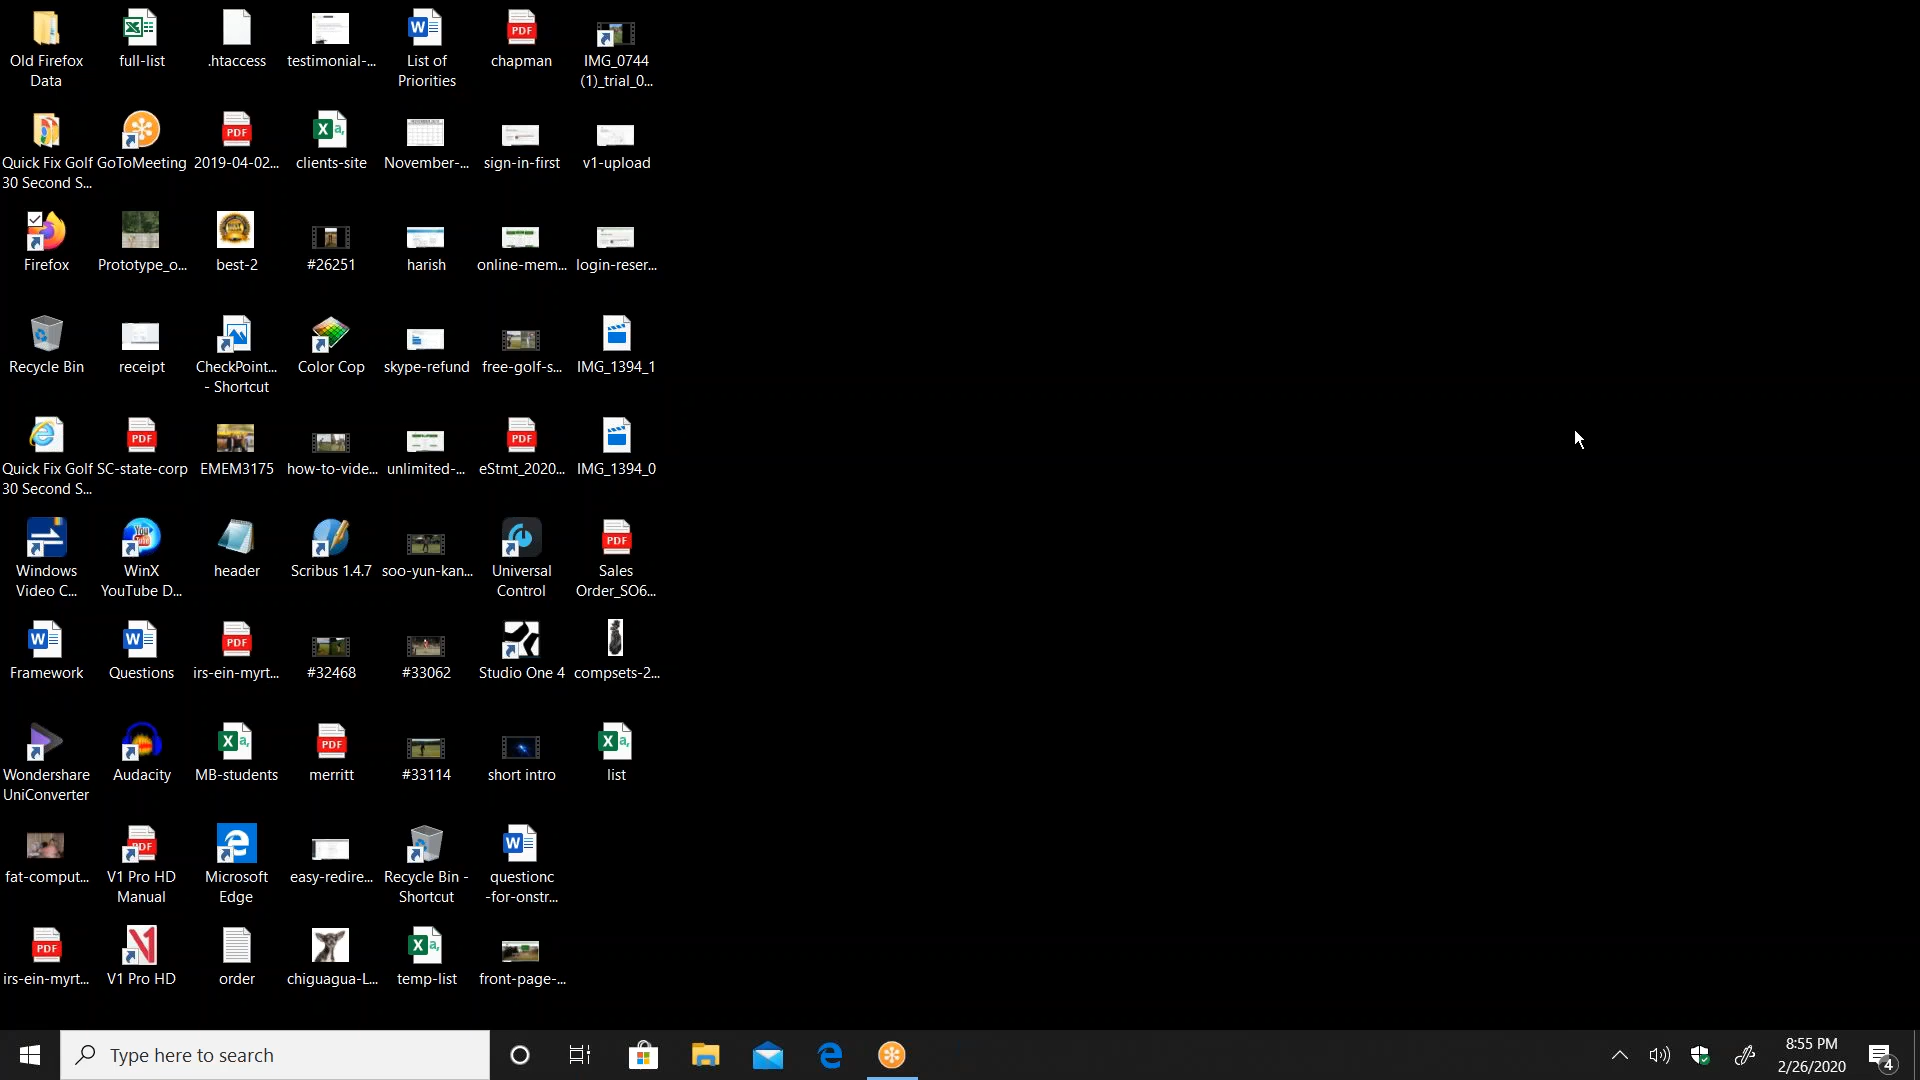 Old Firefox
Data
full-list
.htaccess
testimonial-...
List of
Priorities
chapman
IMG_0744
(1)_trial_0...
Quick Fix Golf
30 Second S...
GoToMeeting
2019-04-02...
clients-site
November-...
sign-in-first
v1-upload
Firefox
Prototype_o...
best-2
#26251
harish
online-mem...
login-reser...
Recycle Bin
receipt
CheckPoint...
- Shortcut
Color Cop
skype-refund
free-golf-s...
IMG_1394_1
Quick Fix Golf
30 Second S...
SC-state-corp
EMEM3175
how-to-vide...
unlimited-...
eStmt_2020...
IMG_1394_0
Windows
Video C...
WinX
YouTube D...
header
Scribus 1.4.7
soo-yun-kan...
Universal
Control
Sales
Order_SO6...
Framework
Questions
irs-ein-myrt...
#32468
#33062
Studio One 4
compsets-2...
Wondershare
UniConverter
Audacity
MB-students
merritt
#33114
short intro
list
fat-comput...
V1 Pro HD
Manual
Microsoft
Edge
easy-redire...
Recycle Bin -
Shortcut
questionc
-for-onstr...
irs-ein-myrt...
V1 Pro HD
order
chiguagua-L...
temp-list
front-page-...
Type here to search
8:55 PM
2/26/2020
4